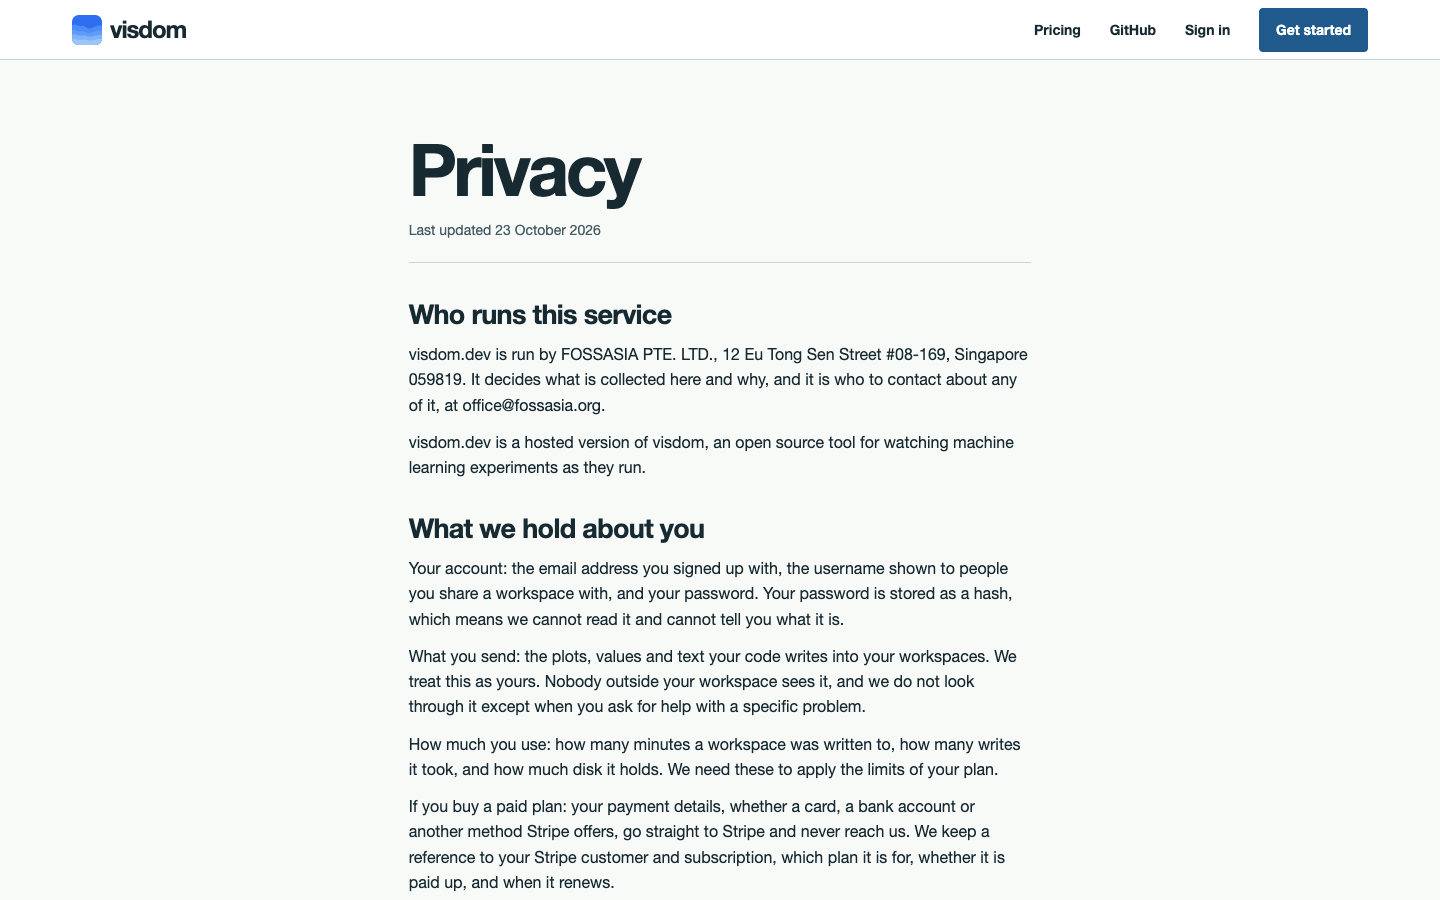 visdom
Pricing
GitHub
Sign in
Get started
Privacy
Last updated 23 October 2026
Who runs this service
visdom.dev is run by FOSSASIA PTE. LTD., 12 Eu Tong Sen Street #08-169, Singapore
059819. It decides what is collected here and why, and it is who to contact about any
of it, at office@fossasia.org.
visdom.dev is a hosted version of visdom, an open source tool for watching machine
learning experiments as they run.
What we hold about you
Your account: the email address you signed up with, the username shown to people
you share a workspace with, and your password. Your password is stored as a hash,
which means we cannot read it and cannot tell you what it is.
What you send: the plots, values and text your code writes into your workspaces. We
treat this as yours. Nobody outside your workspace sees it, and we do not look
through it except when you ask for help with a specific problem.
How much you use: how many minutes a workspace was written to, how many writes
it took, and how much disk it holds. We need these to apply the limits of your plan.
If you buy a paid plan: your payment details, whether a card, a bank account or
another method Stripe offers, go straight to Stripe and never reach us. We keep a
reference to your Stripe customer and subscription, which plan it is for, whether it is
paid up, and when it renews.